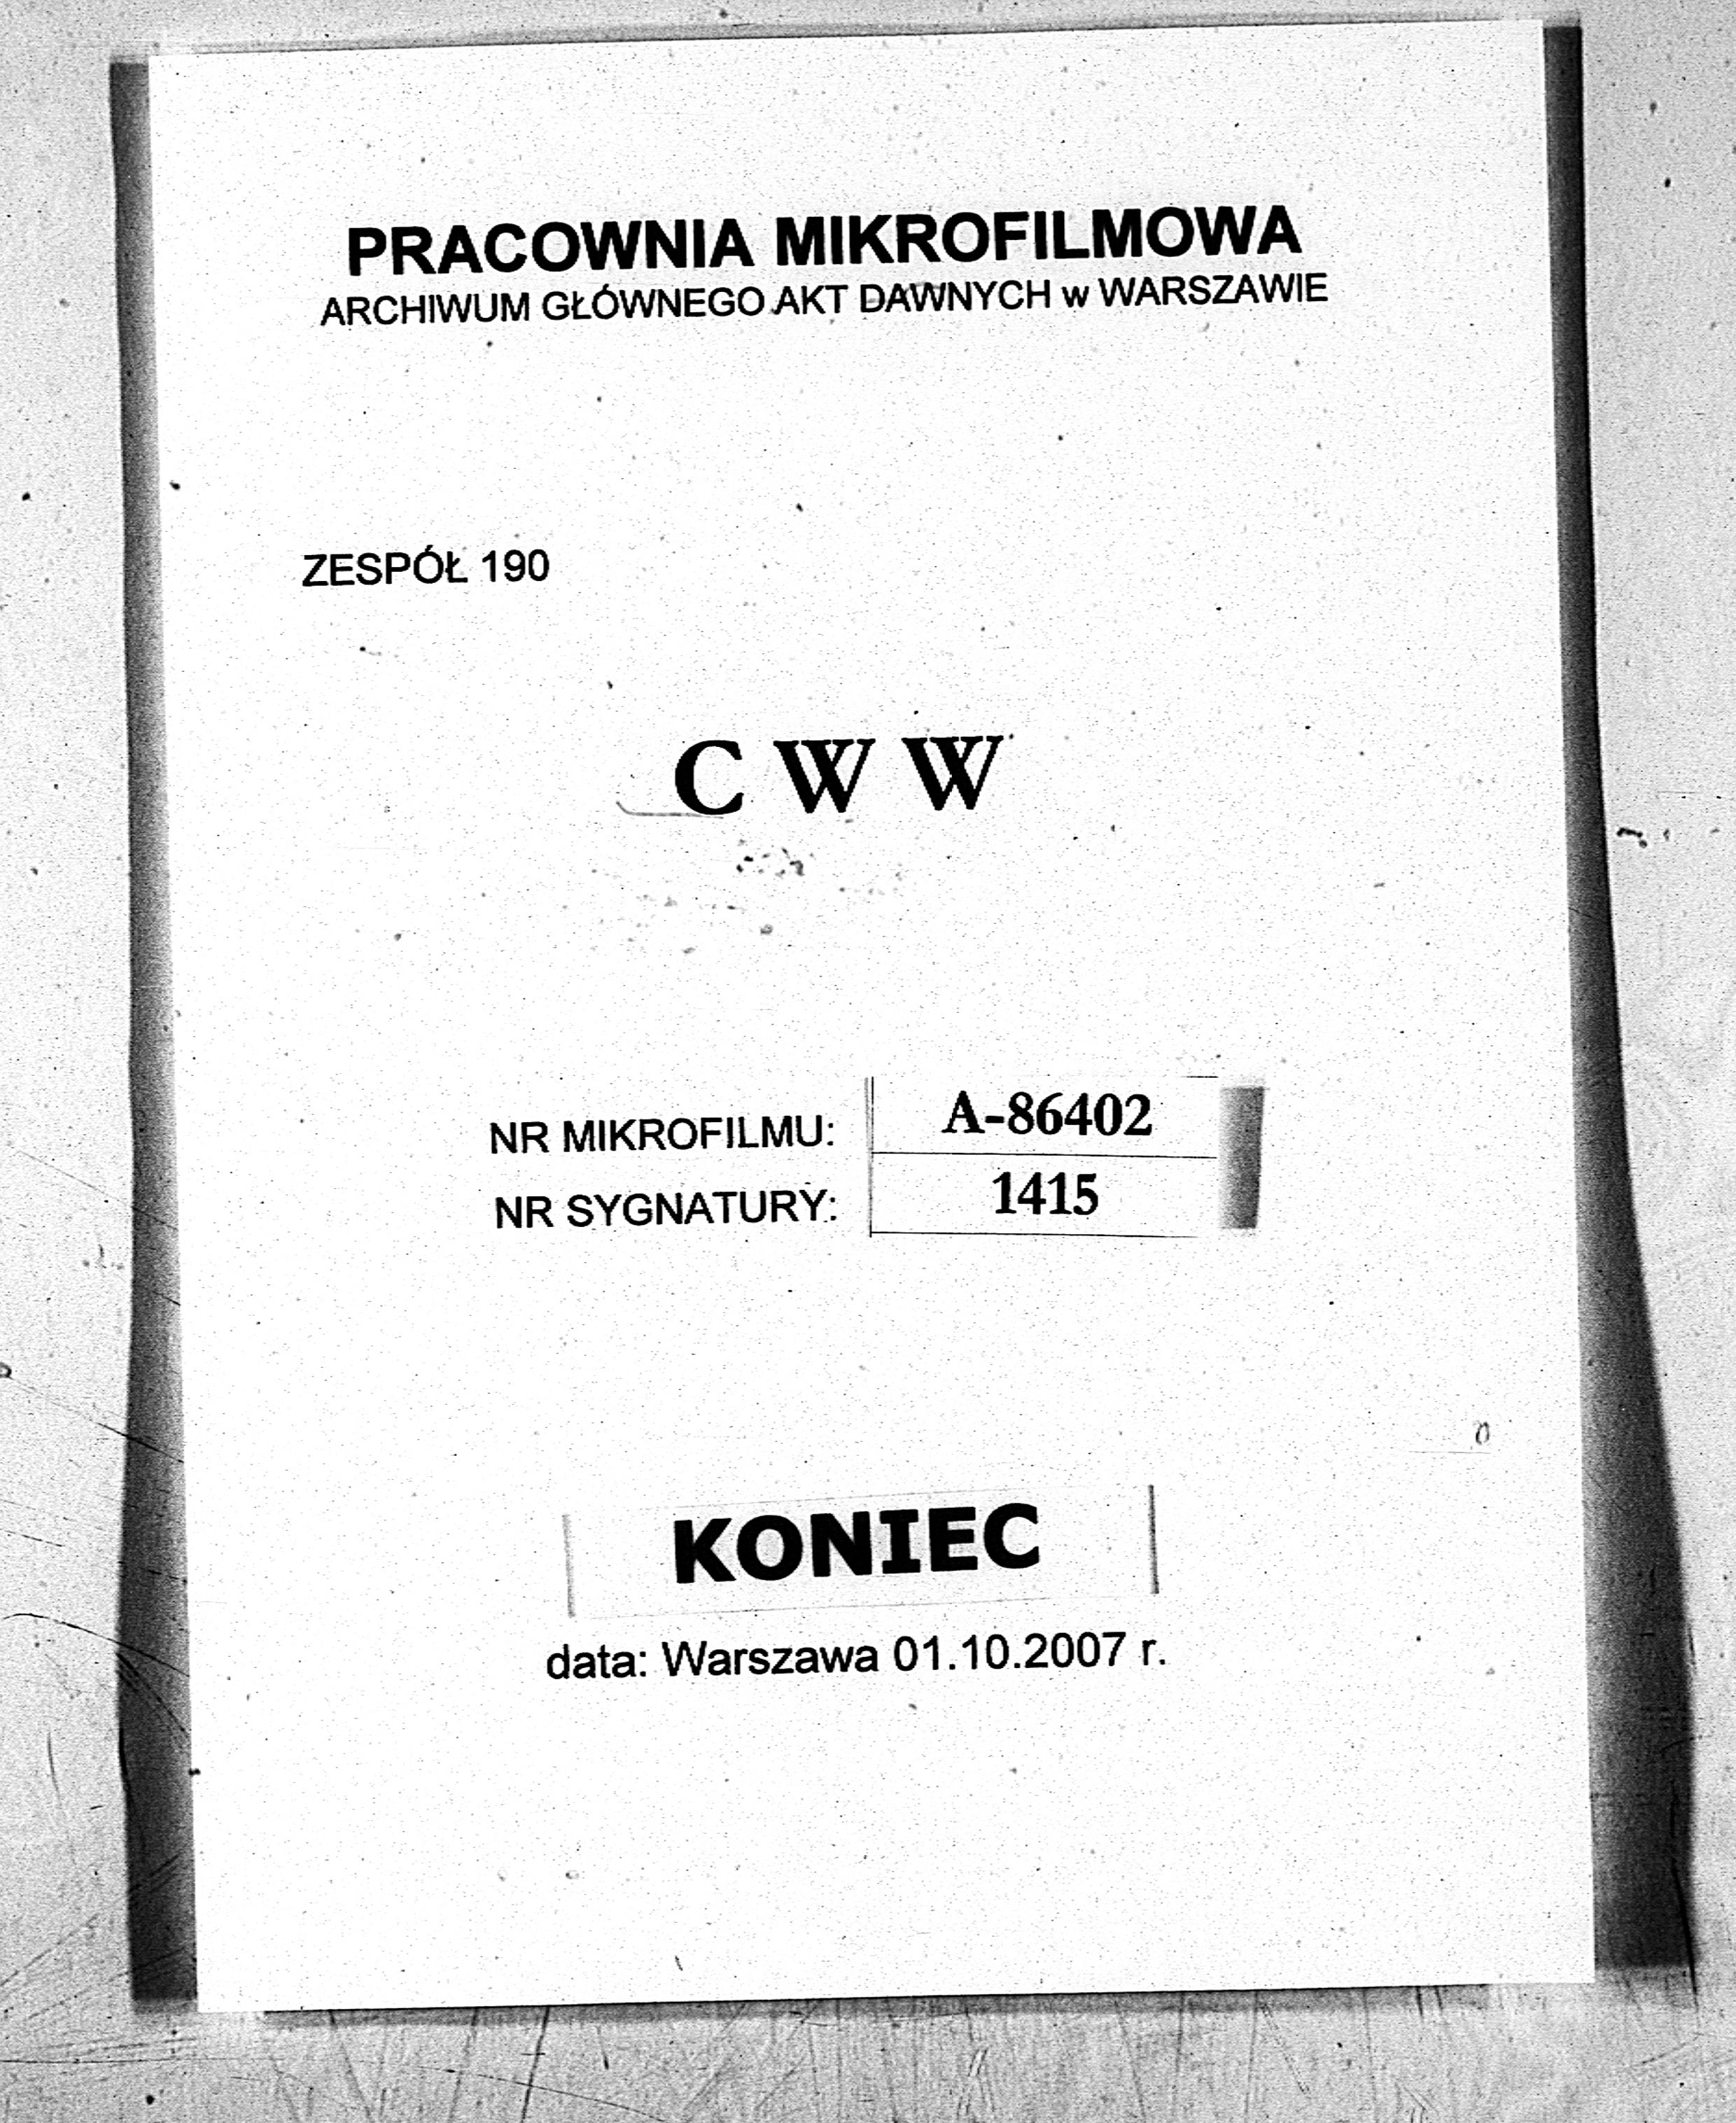 PRACOWNIA MIKROFILMOWA
ARCHIWUM GŁÓWNEGO AKT DAWNYCH w WARSZAWIE
ZESPÓŁ 190
C W W
NR MIKROFILMU: A-86402
NR SYGNATURY: 1415
KONIEC
data: Warszawa 01.10.2007 r.